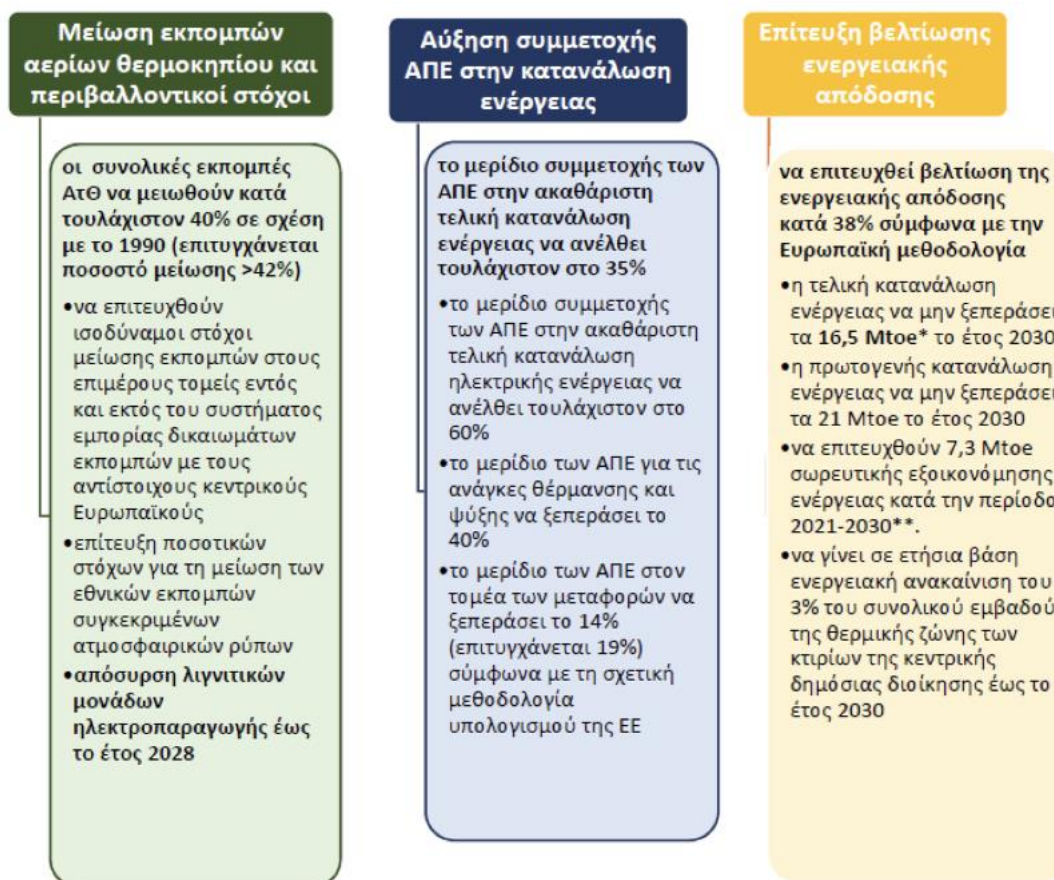 Μείωση εκπομπών
αερίων θερμοκηπίου και
περιβαλλοντικοί στόχοι
οι συνολικές εκπομπές
ΑτΘ να μειωθούν κατά
τουλάχιστον 40% σε σχέση
με το 1990 (επιτυγχάνεται
ποσοστό μείωσης >42%)
•να επιτευχθούν
ισοδύναμοι στόχοι
μείωσης εκπομπών στους
επιμέρους τομείς εντός
και εκτός του συστήματος
εμπορίας δικαιωμάτων
εκπομπών με τους
αντίστοιχους κεντρικούς
Ευρωπαϊκούς
•επίτευξη ποσοτικών
στόχων για τη μείωση των
εθνικών εκπομπών
συγκεκριμένων
ατμοσφαιρικών ρύπων
•απόσυρση λιγνιτικών
μονάδων
ηλεκτροπαραγωγής έως
το έτος 2028
Αύξηση συμμετοχής
ΑΠΕ στην κατανάλωση
ενέργειας
το μερίδιο συμμετοχής των
ΑΠΕ στην ακαθάριστη
τελική κατανάλωση
ενέργειας να ανέλθει
τουλάχιστον στο 35%
•το μερίδιο συμμετοχής
των ΑΠΕ στην ακαθάριστη
τελική κατανάλωση
ηλεκτρικής ενέργειας να
ανέλθει τουλάχιστον στο
60%
•το μερίδιο των ΑΠΕ για τις
ανάγκες θέρμανσης και
ψύξης να ξεπεράσει το
40%
•το μερίδιο των ΑΠΕ στον
τομέα των μεταφορών να
ξεπεράσει το 14%
(επιτυγχάνεται 19%)
σύμφωνα με τη σχετική
μεθοδολογία
υπολογισμού της ΕΕ
Επίτευξη βελτίωσης
ενεργειακής
απόδοσης
να επιτευχθεί βελτίωση της
ενεργειακής απόδοσης
κατά 38% σύμφωνα με την
Ευρωπαϊκή μεθοδολογία
•η τελική κατανάλωση
ενέργειας να μην ξεπεράσει
τα 16,5 Mtoe* το έτος 2030
•η πρωτογενής κατανάλωση
ενέργειας να μην ξεπεράσει
τα 21 Mtoe το έτος 2030
•να επιτευχθούν 7,3 Mtoe
σωρευτικής εξοικονόμησης
ενέργειας κατά την περίοδο
2021-2030**.
•να γίνει σε ετήσια βάση
ενεργειακή ανακαίνιση του
3% του συνολικού εμβαδού
της θερμικής ζώνης των
κτιρίων της κεντρικής
δημόσιας διοίκησης έως το
έτος 2030